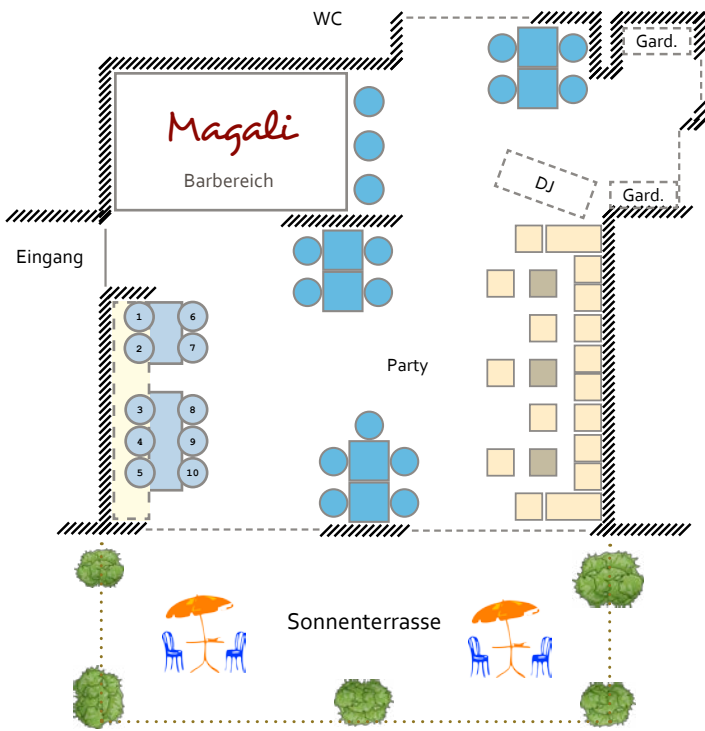 WC
Gard.
Magali
Barbereich
DJ
Gard.
Eingang
1 6
2 7
Party
3 8
4 9
5 10
Sonnenterrasse